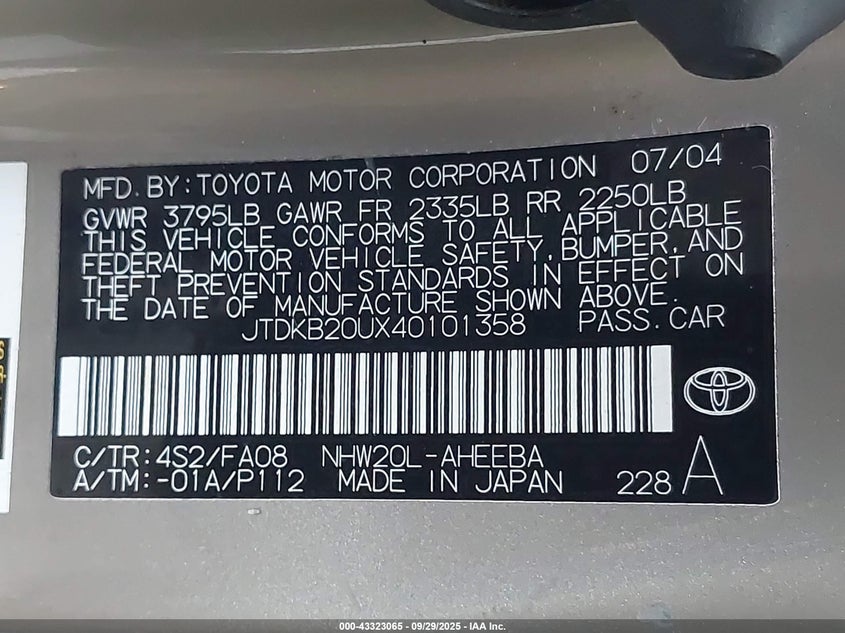 MFD. BY: TOYOTA MOTOR CORPORATION 07/04
GVWR 3795LB GAWR FR 2335LB RR 2250LB
THIS VEHICLE CONFORMS TO ALL APPLICABLE
FEDERAL MOTOR VEHICLE SAFETY, BUMPER, AND
THEFT PREVENTION STANDARDS IN EFFECT ON
THE DATE OF MANUFACTURE SHOWN ABOVE.
JTDKB20UX40101358 PASS. CAR
C/TR: 4S2/FA08 NHW20L-AHEEBA
A/TM: -01A/P112 MADE IN JAPAN 228 A
000-43323065 - 09/29/2025 - IAA Inc.